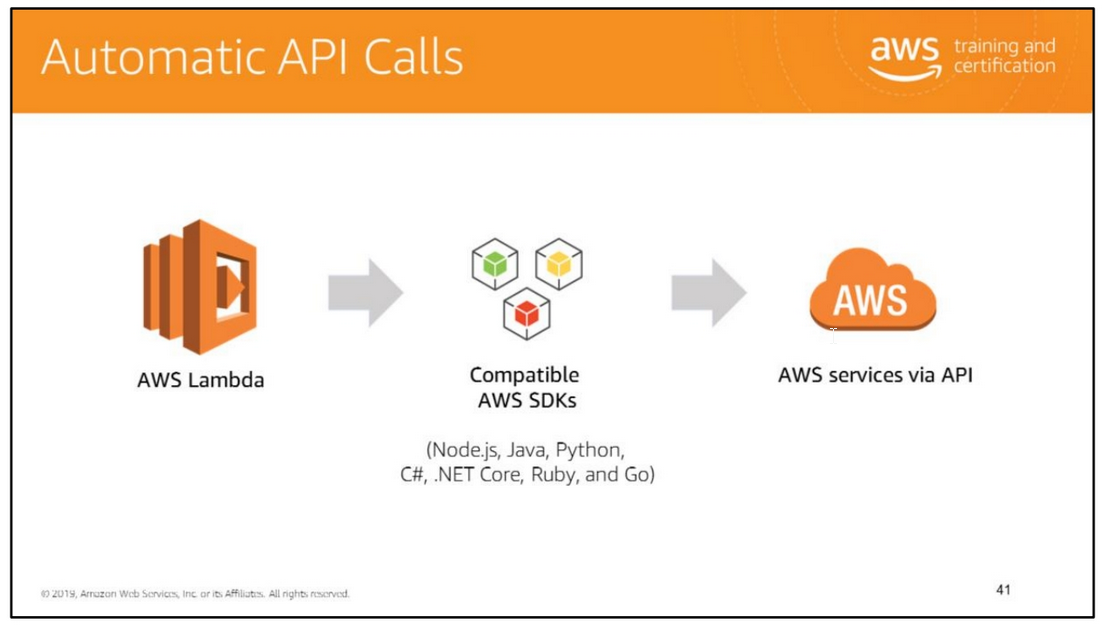 Automatic API Calls
aws
training and
certification
AWS
AWS Lambda
Compatible
AWS SDKs
AWS services via API
(Node.js, Java, Python,
C#, .NET Core, Ruby, and Go)
© 2019, Amazon Web Services, Inc. or its Affiliates. All rights reserved.
41